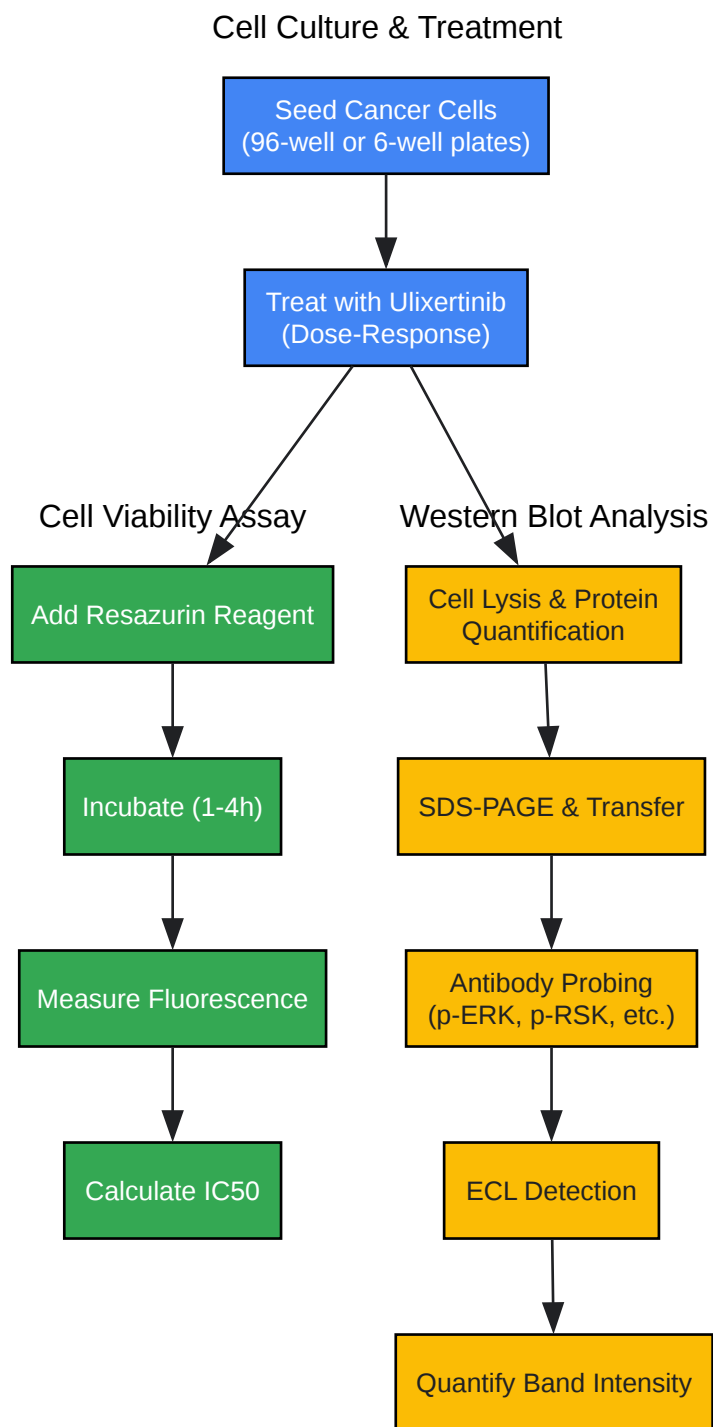 Cell Culture & Treatment
Seed Cancer Cells
(96-well or 6-well plates)
Treat with Ulixertinib
(Dose-Response)
Cell Viability Assay
Add Resazurin Reagent
Incubate (1-4h)
Measure Fluorescence
Calculate IC50
Western Blot Analysis
Cell Lysis & Protein
Quantification
SDS-PAGE & Transfer
Antibody Probing
(p-ERK, p-RSK, etc.)
ECL Detection
Quantify Band Intensity